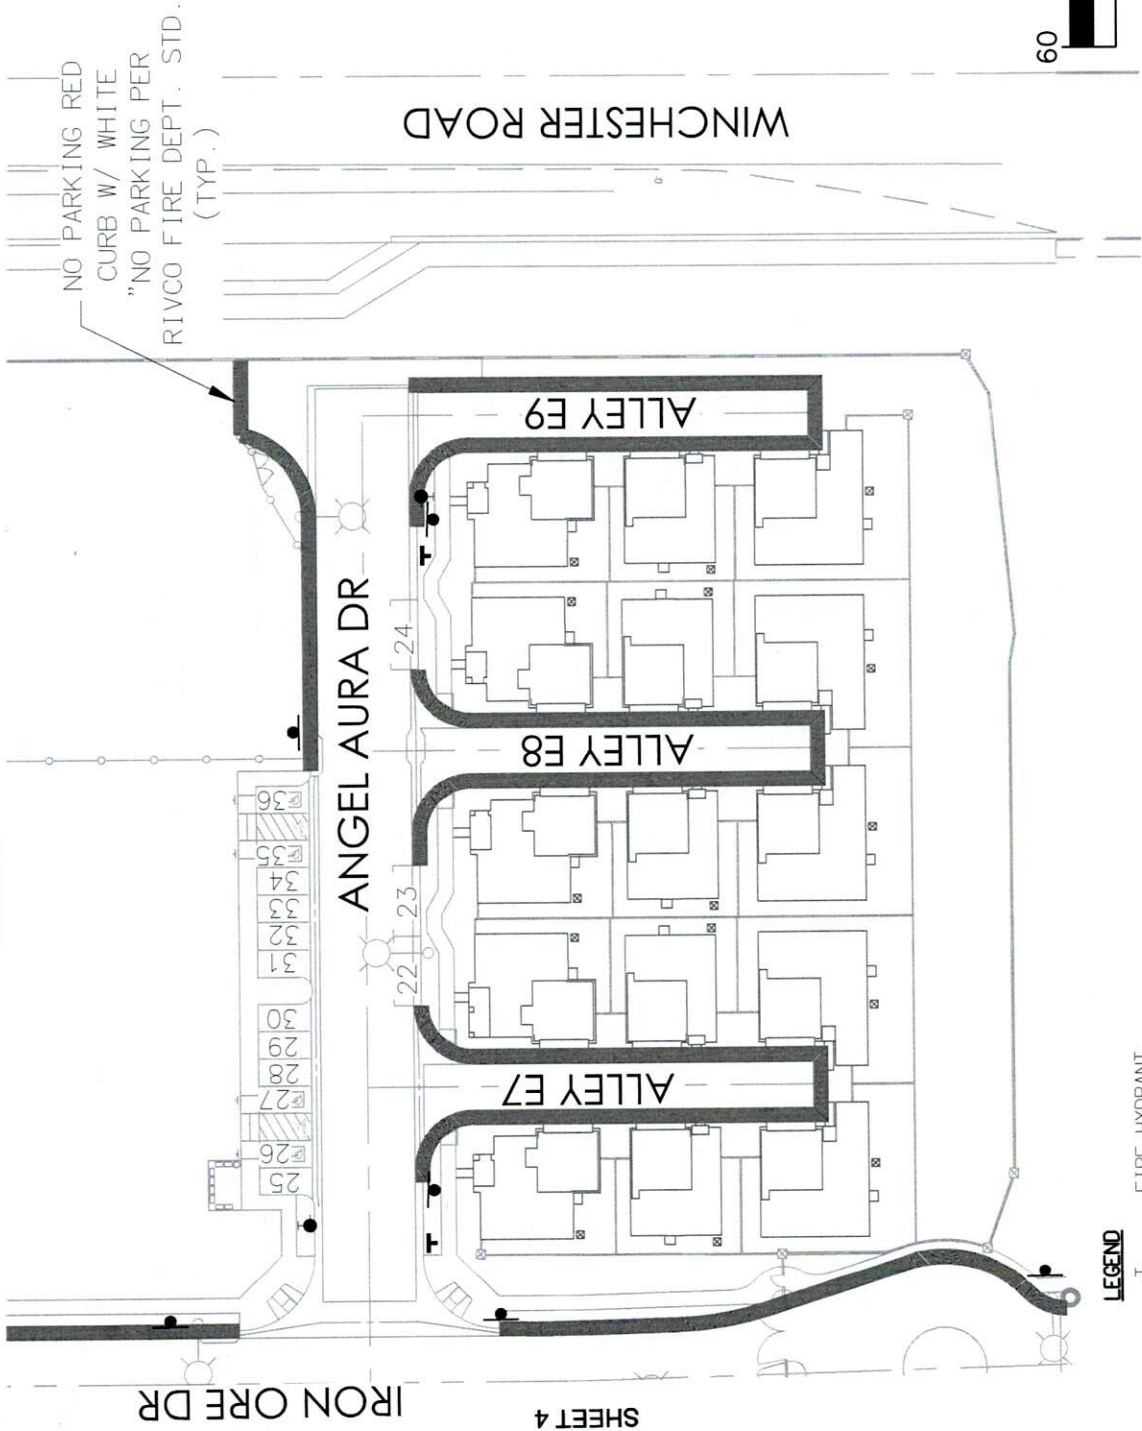 NO PARKING RED
CURB W/ WHITE
"NO PARKING PER
RIVCO FIRE DEPT. STD.
(TYP.)
60
WINCHESTER ROAD
ALLEY E9
ANGEL AURA DR
24
ALLEY E8
36
35
34
33
32
31
30
29
28
27
26
25
23
22
ALLEY E7
IRON ORE DR
SHEET 4
LEGEND
FIRE HYDRANT